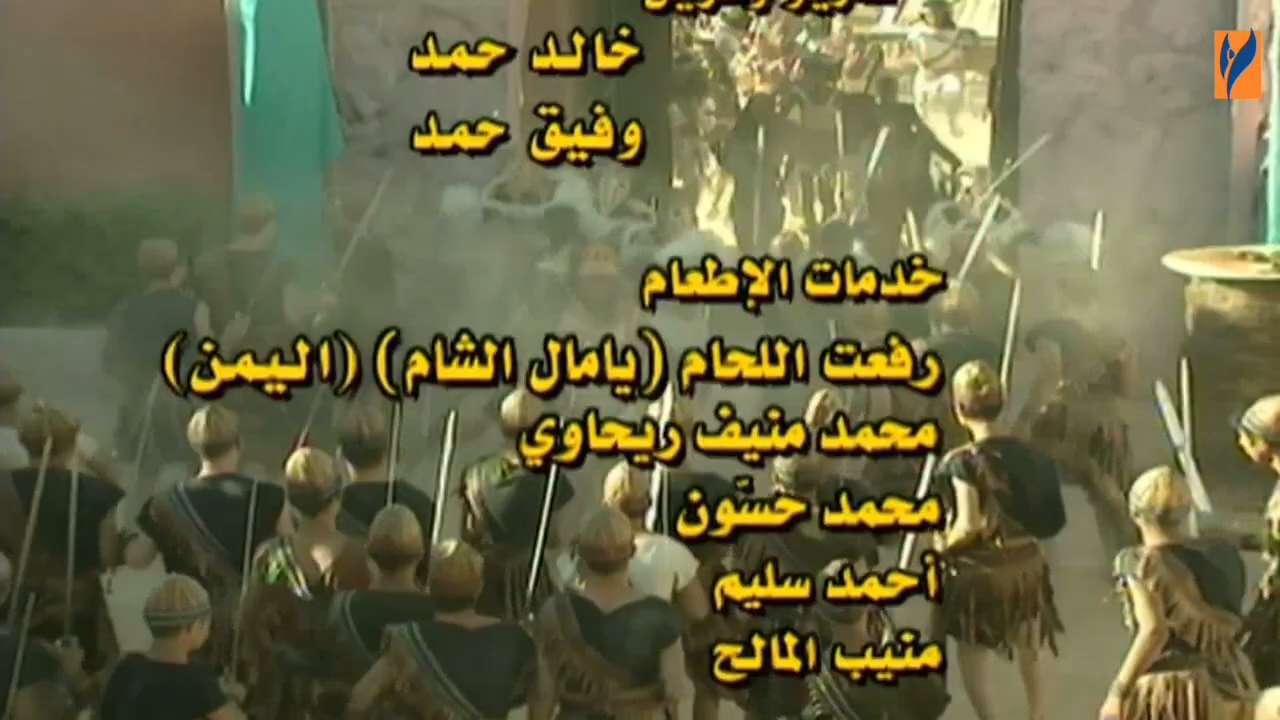 خالد حمد
وفيق حمد
خدمات الإطعام
رفعت اللحام (يامال الشام) (اليمن)
محمد منيف ريحاوي
محمد حسّون
أحمد سليم
منيب المالح